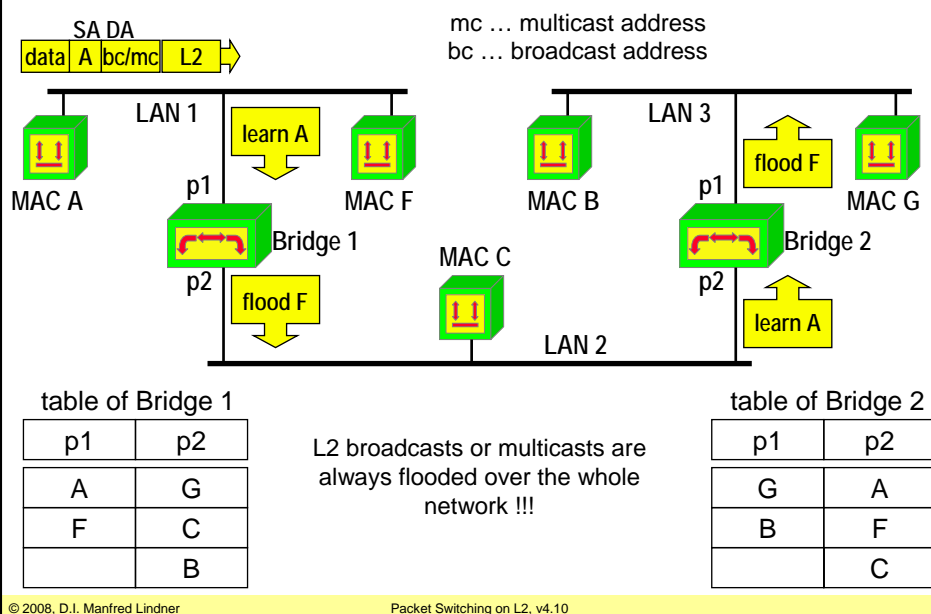 mc … multicast address
bc … broadcast address
SA DA
data A bc/mc L2
LAN 1
LAN 3
learn A
flood F
MAC A
p1
MAC F
MAC B
p1
MAC G
Bridge 1
Bridge 2
MAC C
p2
p2
flood F
learn A
LAN 2
table of Bridge 1
p1 p2
A G
F C
B
L2 broadcasts or multicasts are
always flooded over the whole
network !!!
table of Bridge 2
p1 p2
G A
B F
C
© 2008, D.I. Manfred Lindner
Packet Switching on L2, v4.10